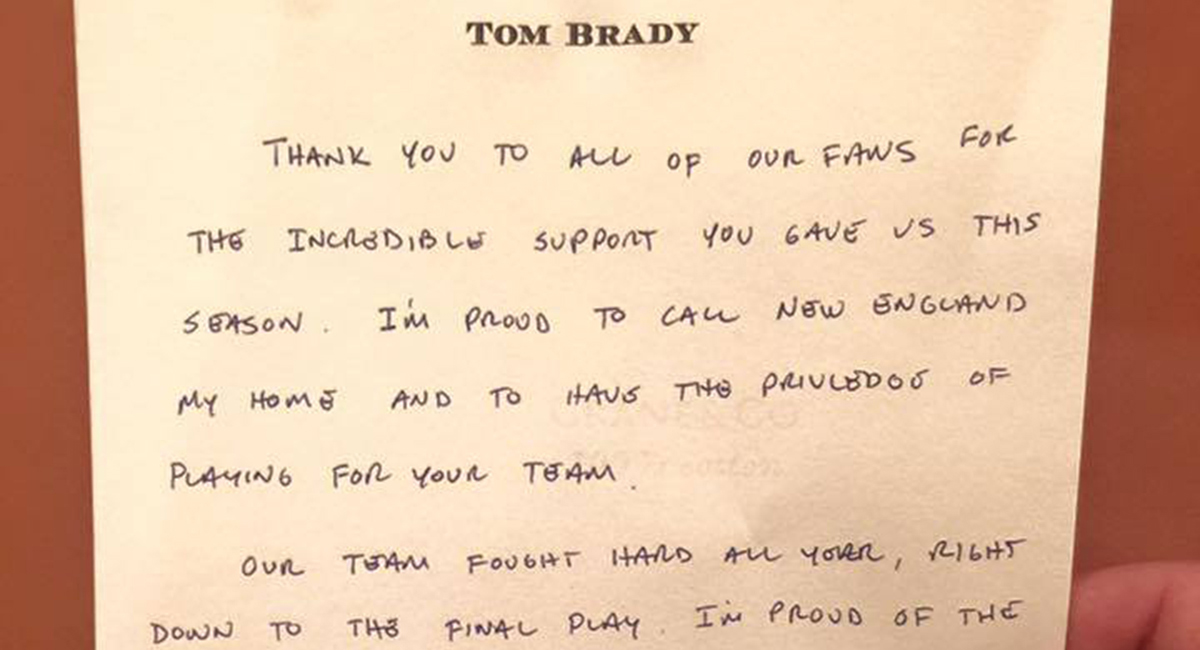 TOM BRADY
THANK YOU TO ALL OF OUR FANS FOR
THE INCREDIBLE SUPPORT YOU GAVE US THIS
SEASON. I'M PROUD TO CALL NEW ENGLAND
MY HOME AND TO HAVE THE PRIVLEDGE OF
CRANE & CO
100% cotton
PLAYING FOR YOUR TEAM.
OUR TEAM FOUGHT HARD ALL YEAR, RIGHT
DOWN TO THE FINAL PLAY. I'M PROUD OF THE